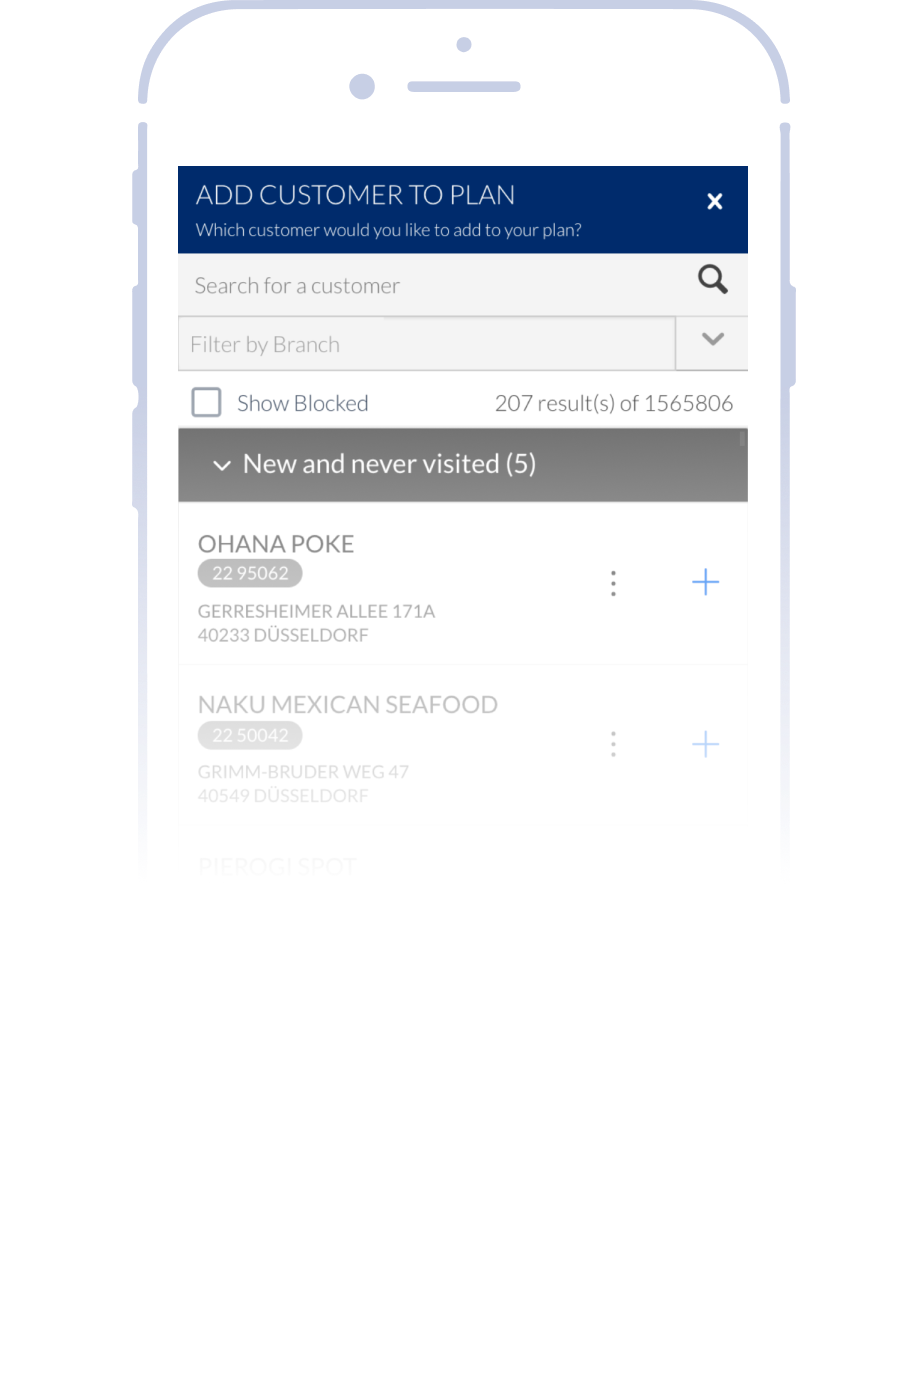 ADD CUSTOMER TO PLAN
Which customer would you like to add to your plan?
Search for a customer
Filter by Branch
Show Blocked 207 result(s) of 1565806
New and never visited (5)
OHANA POKE
22 95062
GERRESHEIMER ALLEE 171A
40233 DÜSSELDORF
NAKU MEXICAN SEAFOOD
22 50042
GRIMM-BRUDER WEG 47
40549 DÜSSELDORF
PIEROGI SPOT